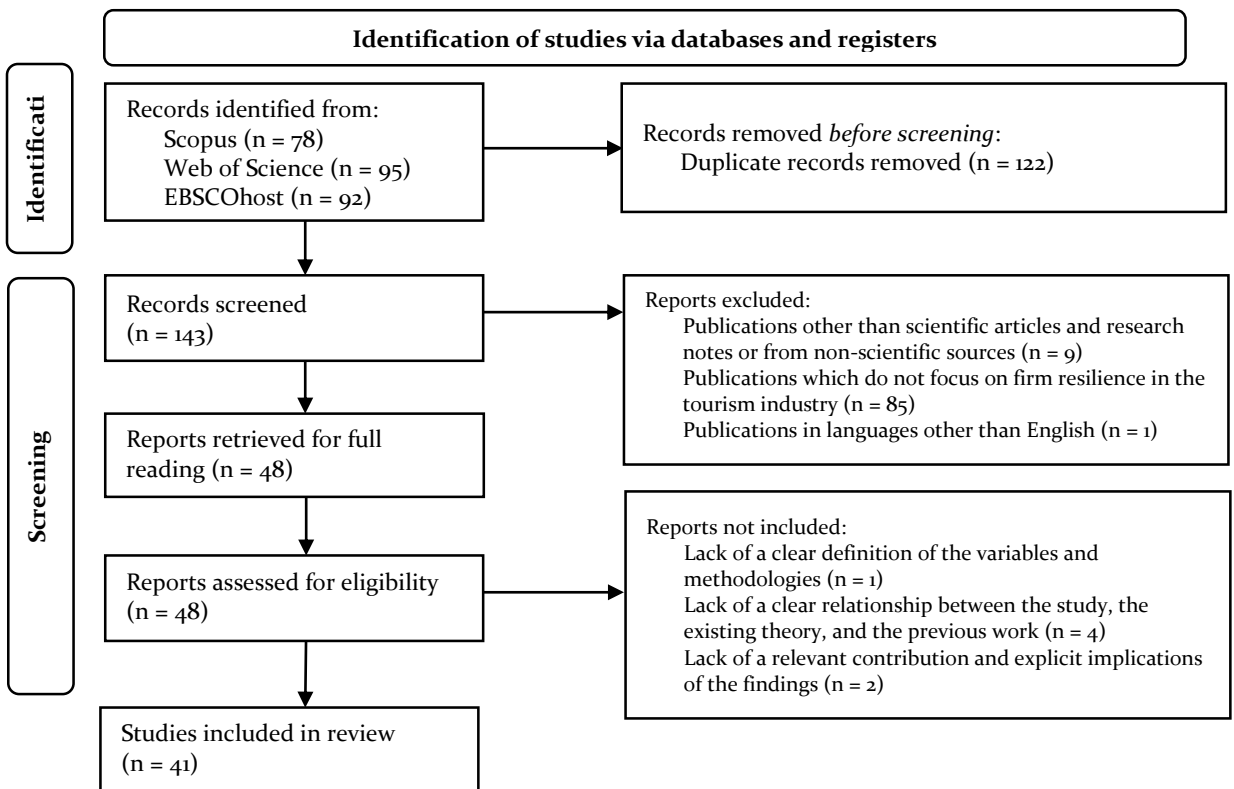 Identification of studies via databases and registers
Identificati
Records identified from:
Scopus (n = 78)
Web of Science (n = 95)
EBSCOhost (n = 92)
Records removed before screening:
Duplicate records removed (n = 122)
Screening
Records screened
(n = 143)
Reports excluded:
Publications other than scientific articles and research
notes or from non-scientific sources (n = 9)
Publications which do not focus on firm resilience in the
tourism industry (n = 85)
Publications in languages other than English (n = 1)
Reports retrieved for full
reading (n = 48)
Reports assessed for eligibility
(n = 48)
Reports not included:
Lack of a clear definition of the variables and
methodologies (n = 1)
Lack of a clear relationship between the study, the
existing theory, and the previous work (n = 4)
Lack of a relevant contribution and explicit implications
of the findings (n = 2)
Studies included in review
(n = 41)